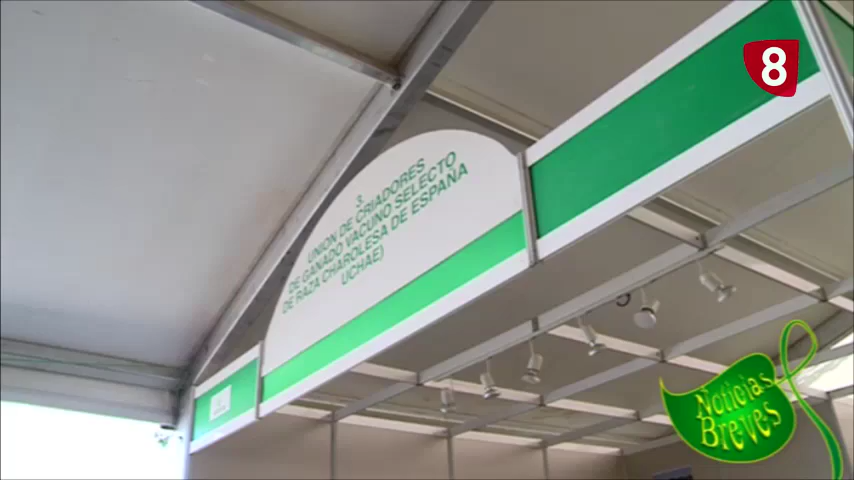 8
3.
UNION DE CRIADORES
DE GANADO VACUNO SELECTO
DE RAZA CHAROLESA DE ESPAÑA
UCHAE)
Noticias
Breves